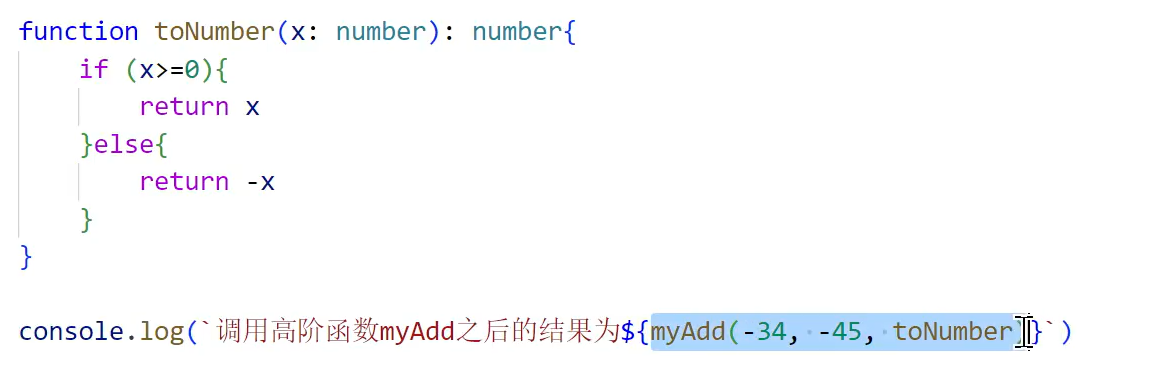 function toNumber(x: number): number{
    if (x>=0){
        return x
    }else{
        return -x
    }
}
console.log(`调用高阶函数myAdd之后的结果为${myAdd(-34, -45, toNumber)}`)